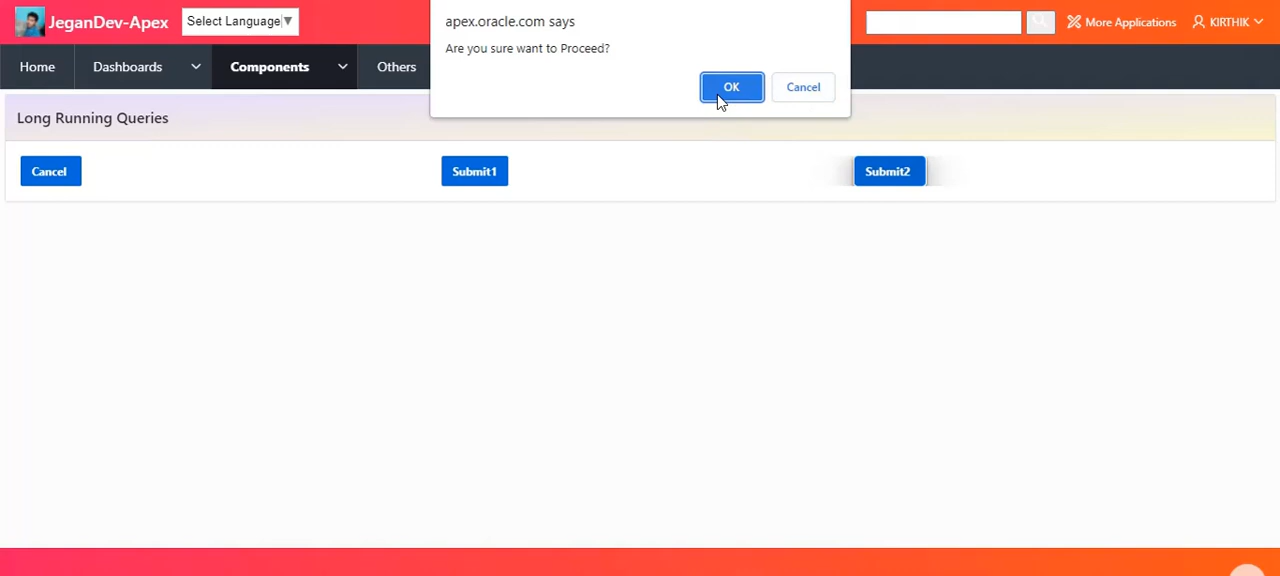 JeganDev-Apex
Select Language
apex.oracle.com says
Are you sure want to Proceed?
OK
Cancel
More Applications
KIRTHIK
Home
Dashboards
Components
Others
Long Running Queries
Cancel
Submit1
Submit2